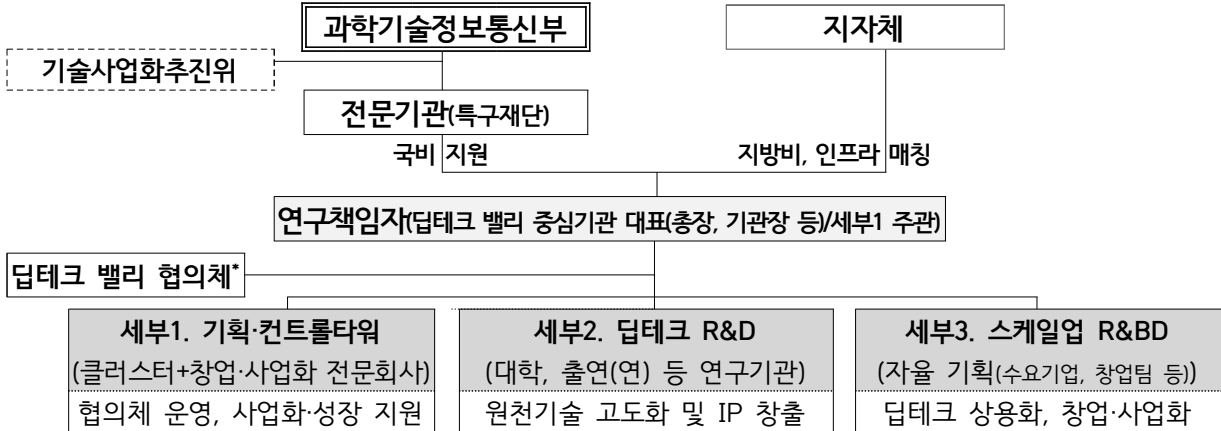 과학기술정보통신부
지자체
기술사업화추진위
전문기관(특구재단)
국비 지원
지방비, 인프라 매칭
연구책임자(딥테크 밸리 중심기관 대표(총장, 기관장 등)/세부1 주관)
딥테크 밸리 협의체*
세부1. 기획·컨트롤타워
(클러스터+창업·사업화 전문회사)
협의체 운영, 사업화·성장 지원
세부2. 딥테크 R&D
(대학, 출연(연) 등 연구기관)
원천기술 고도화 및 IP 창출
세부3. 스케일업 R&BD
(자율 기획(수요기업, 창업팀 등))
딥테크 상용화, 창업·사업화